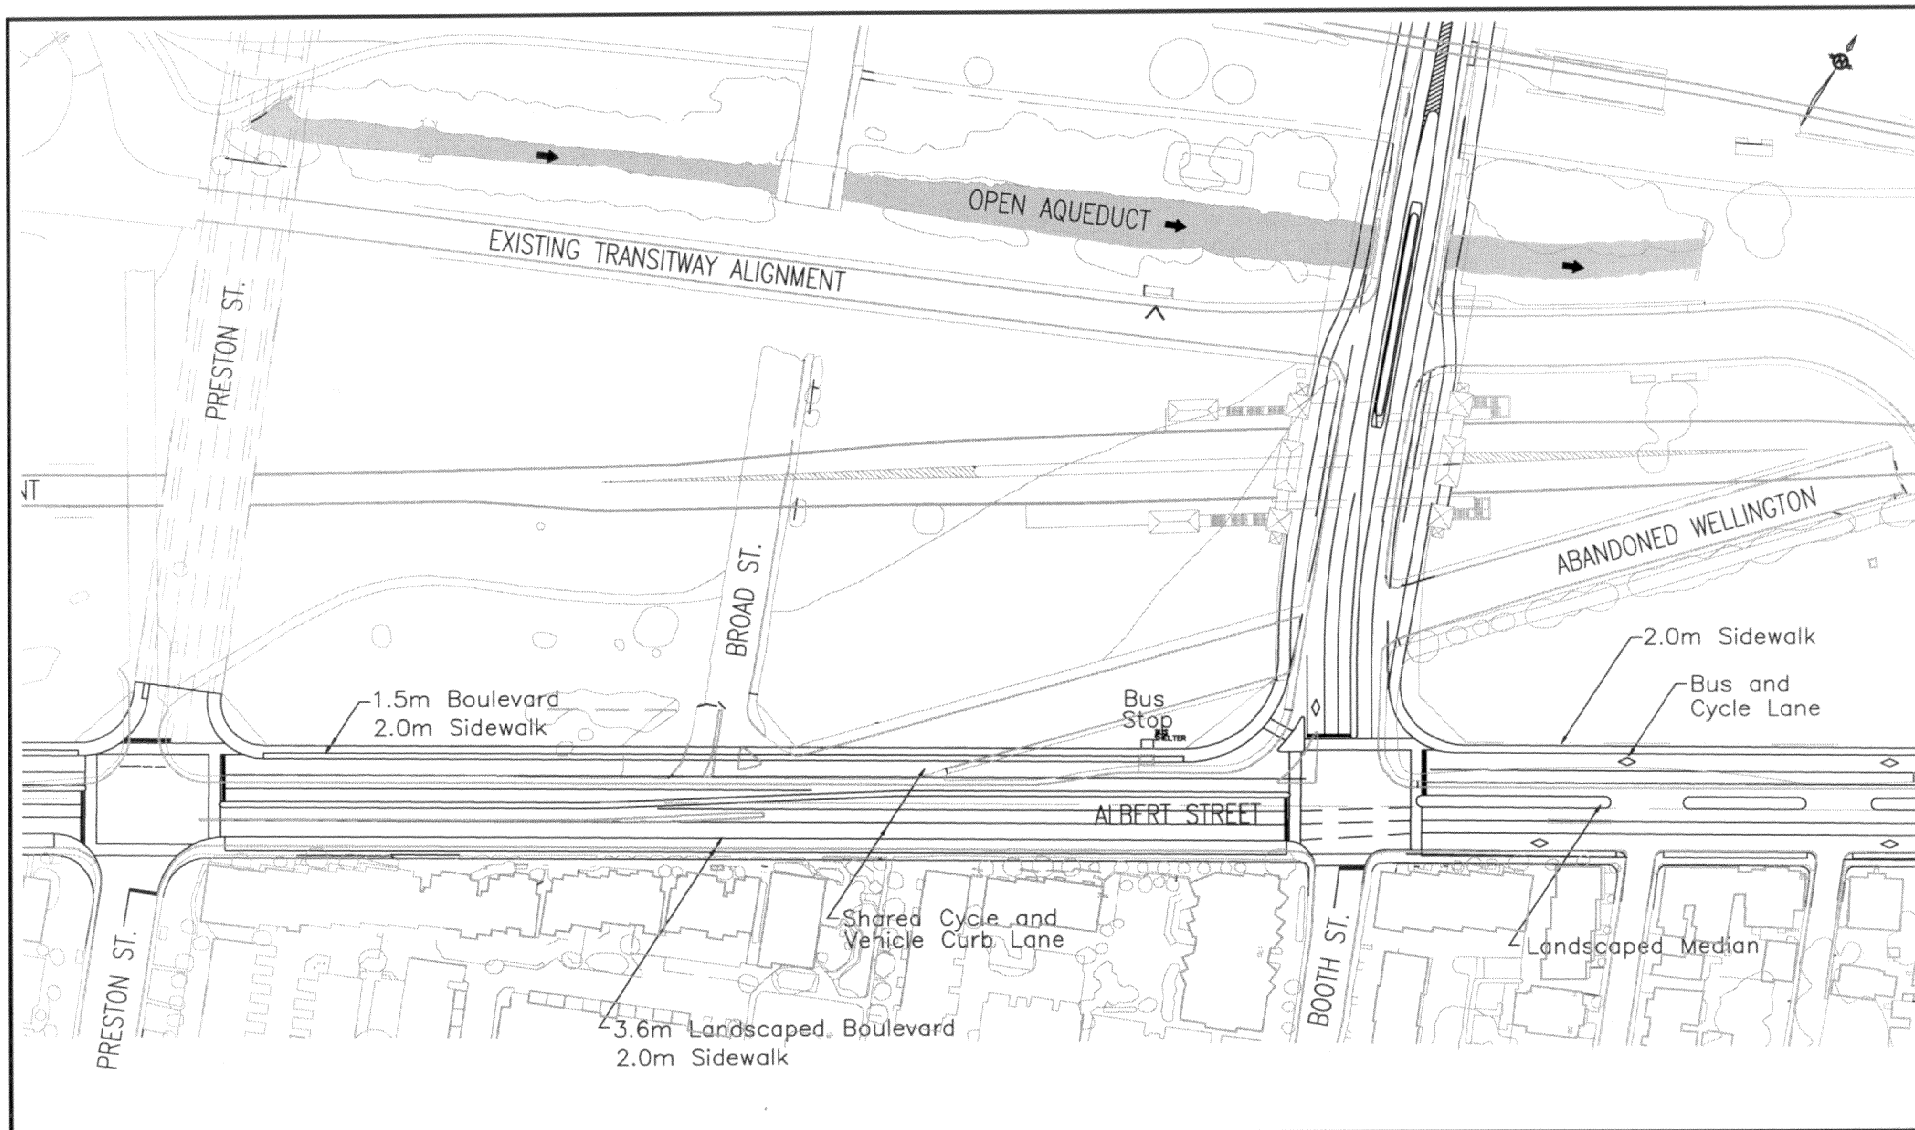 OPEN AQUEDUCT
EXISTING TRANSITWAY ALIGNMENT
PRESTON ST.
NT
ABANDONED WELLINGTON
BROAD ST.
2.0m Sidewalk
1.5m Boulevard
2.0m Sidewalk
Bus
Stop
SHELTER
Bus and
Cycle Lane
ALBERT STREET
Shared Cycle and
Vehicle Curb Lane
Landscaped Median
BOOTH ST.
PRESTON ST.
3.6m Landscaped Boulevard
2.0m Sidewalk